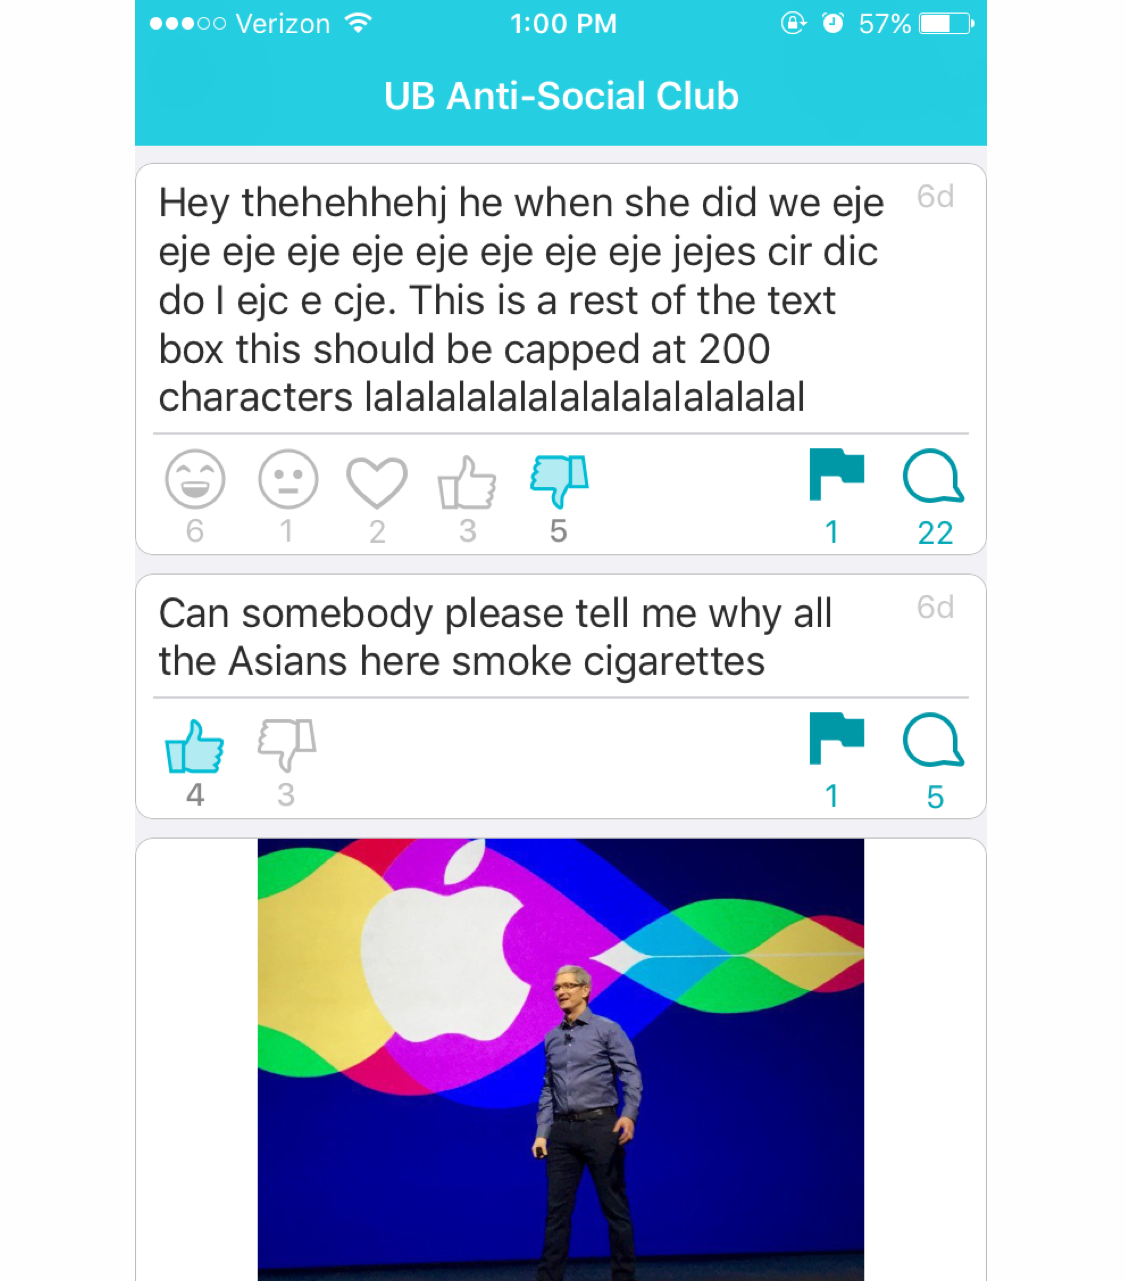 Verizon 1:00 PM 57%
UB Anti-Social Club
Hey thehehhehj he when she did we eje 6d
eje eje eje eje eje eje eje eje jejes cir dic
do I ejc e cje. This is a rest of the text
box this should be capped at 200
characters lalalalalalalalalalalalalalal
6 1 2 3 5 1 22
Can somebody please tell me why all 6d
the Asians here smoke cigarettes
4 3 1 5